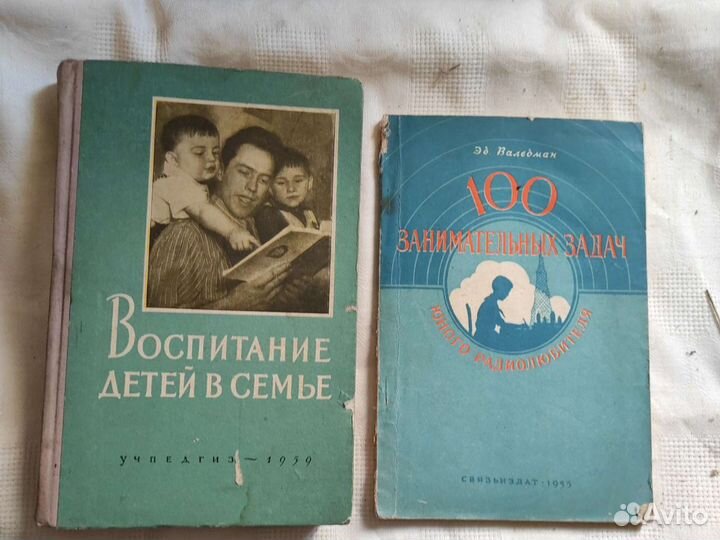 Воспитание
детей в семье
учпедгиз — 1959
Эд. Вальдман
100
занимательных задач
юного радиолюбителя
связьиздат · 1955
Avito